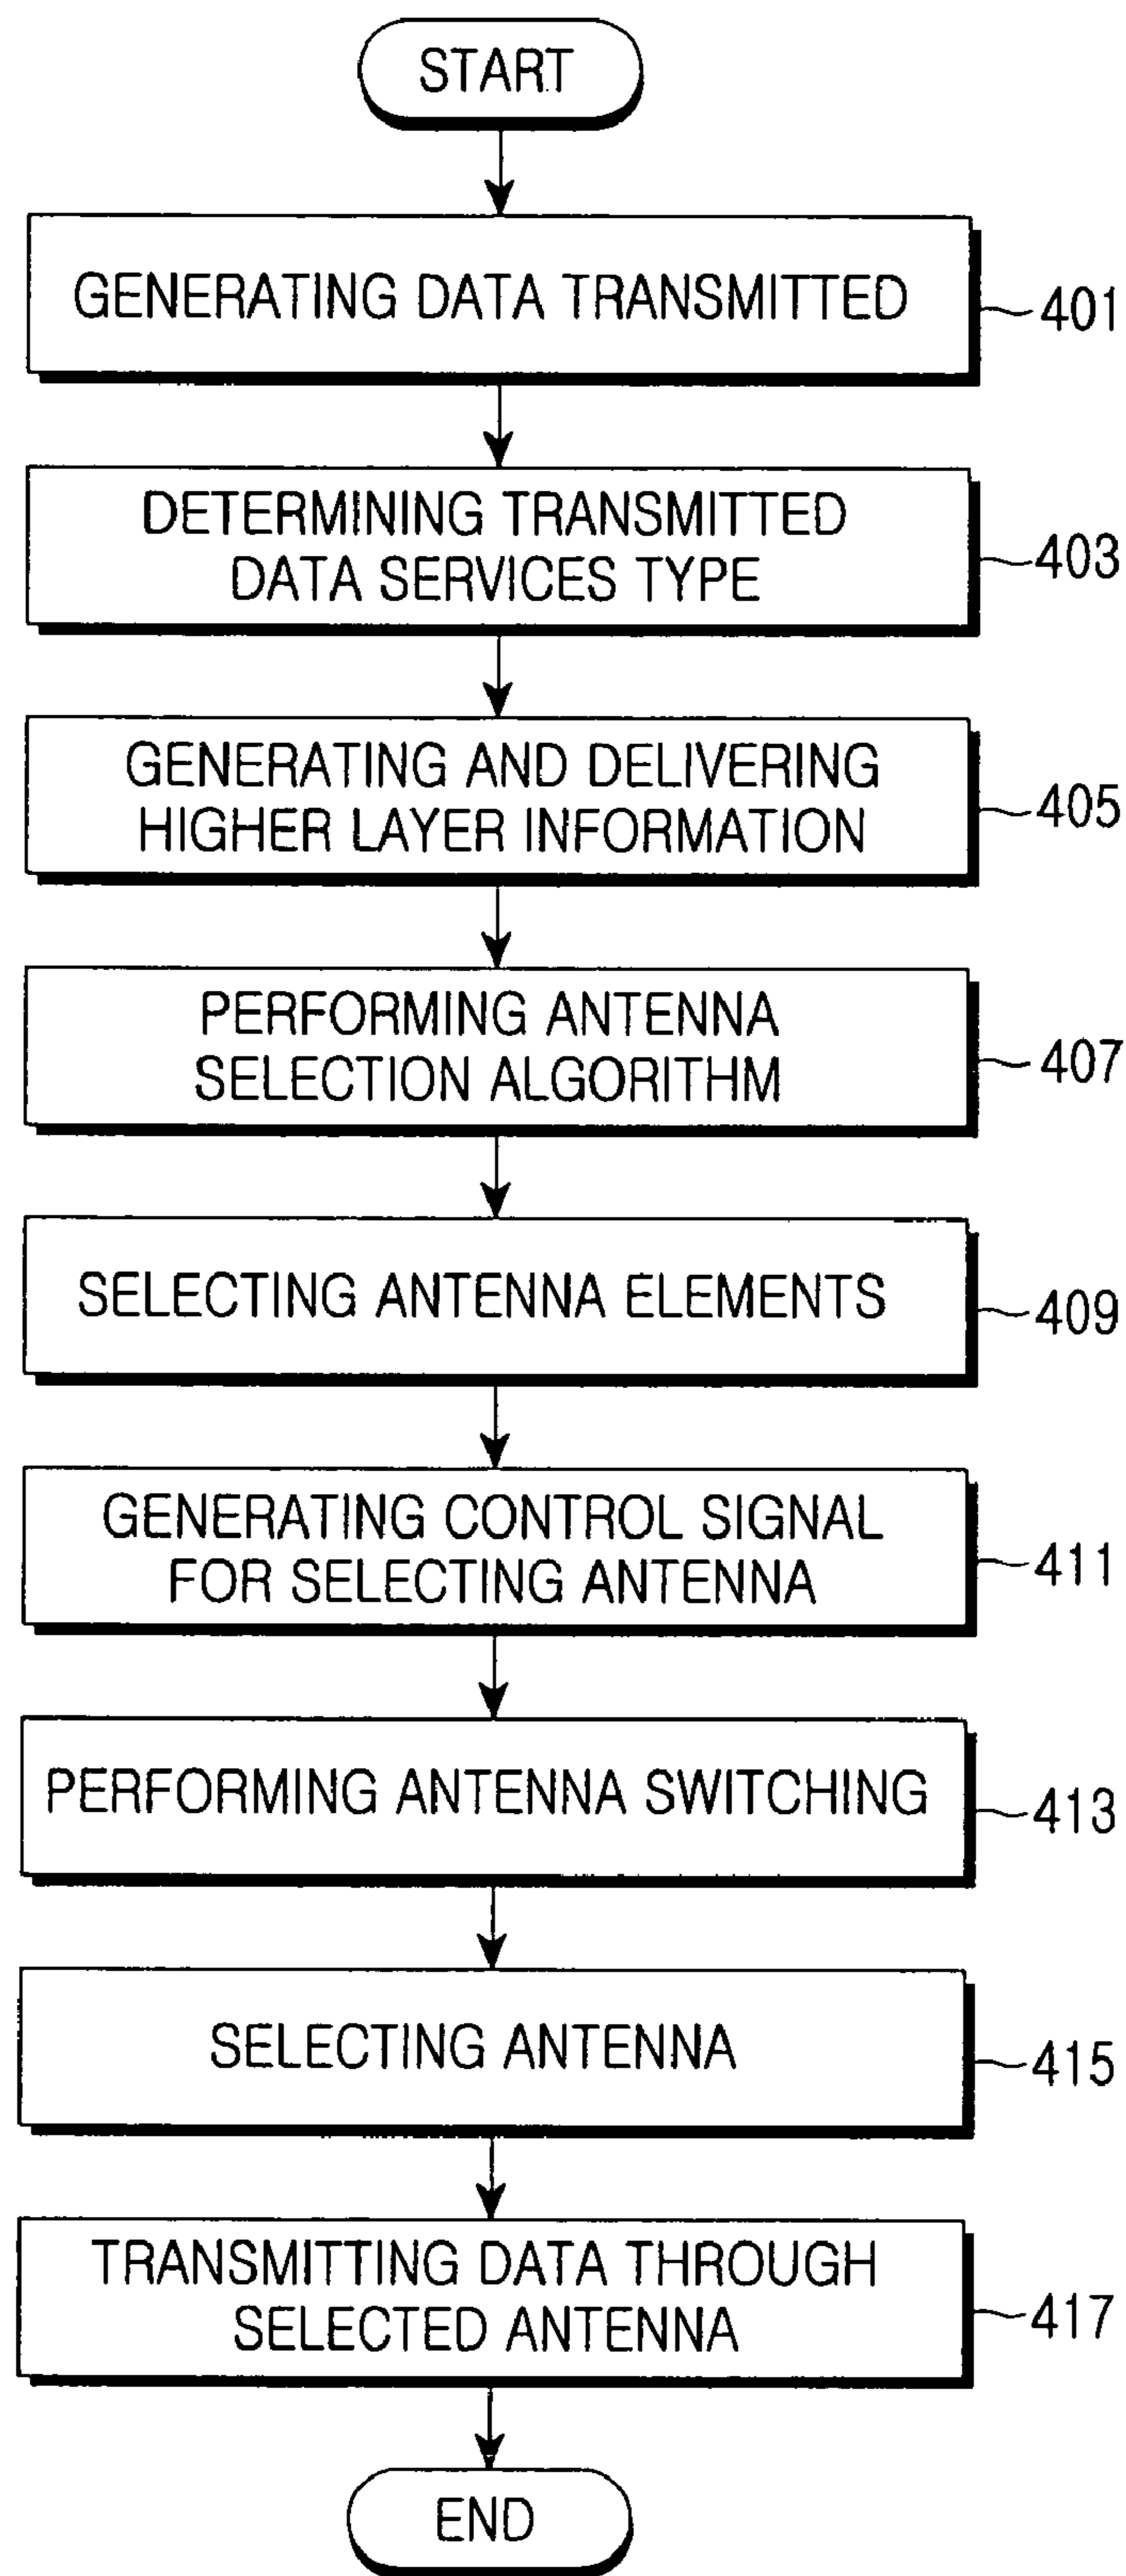 START
GENERATING DATA TRANSMITTED
401
DETERMINING TRANSMITTED
DATA SERVICES TYPE
403
GENERATING AND DELIVERING
HIGHER LAYER INFORMATION
405
PERFORMING ANTENNA
SELECTION ALGORITHM
407
SELECTING ANTENNA ELEMENTS
409
GENERATING CONTROL SIGNAL
FOR SELECTING ANTENNA
411
PERFORMING ANTENNA SWITCHING
413
SELECTING ANTENNA
415
TRANSMITTING DATA THROUGH
SELECTED ANTENNA
417
END